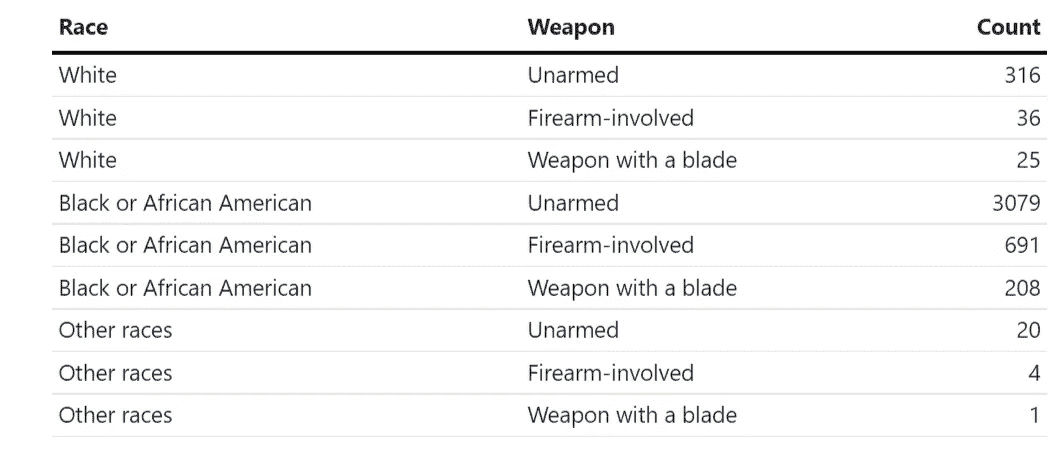 Race Weapon Count
White Unarmed 316
White Firearm-involved 36
White Weapon with a blade 25
Black or African American Unarmed 3079
Black or African American Firearm-involved 691
Black or African American Weapon with a blade 208
Other races Unarmed 20
Other races Firearm-involved 4
Other races Weapon with a blade 1